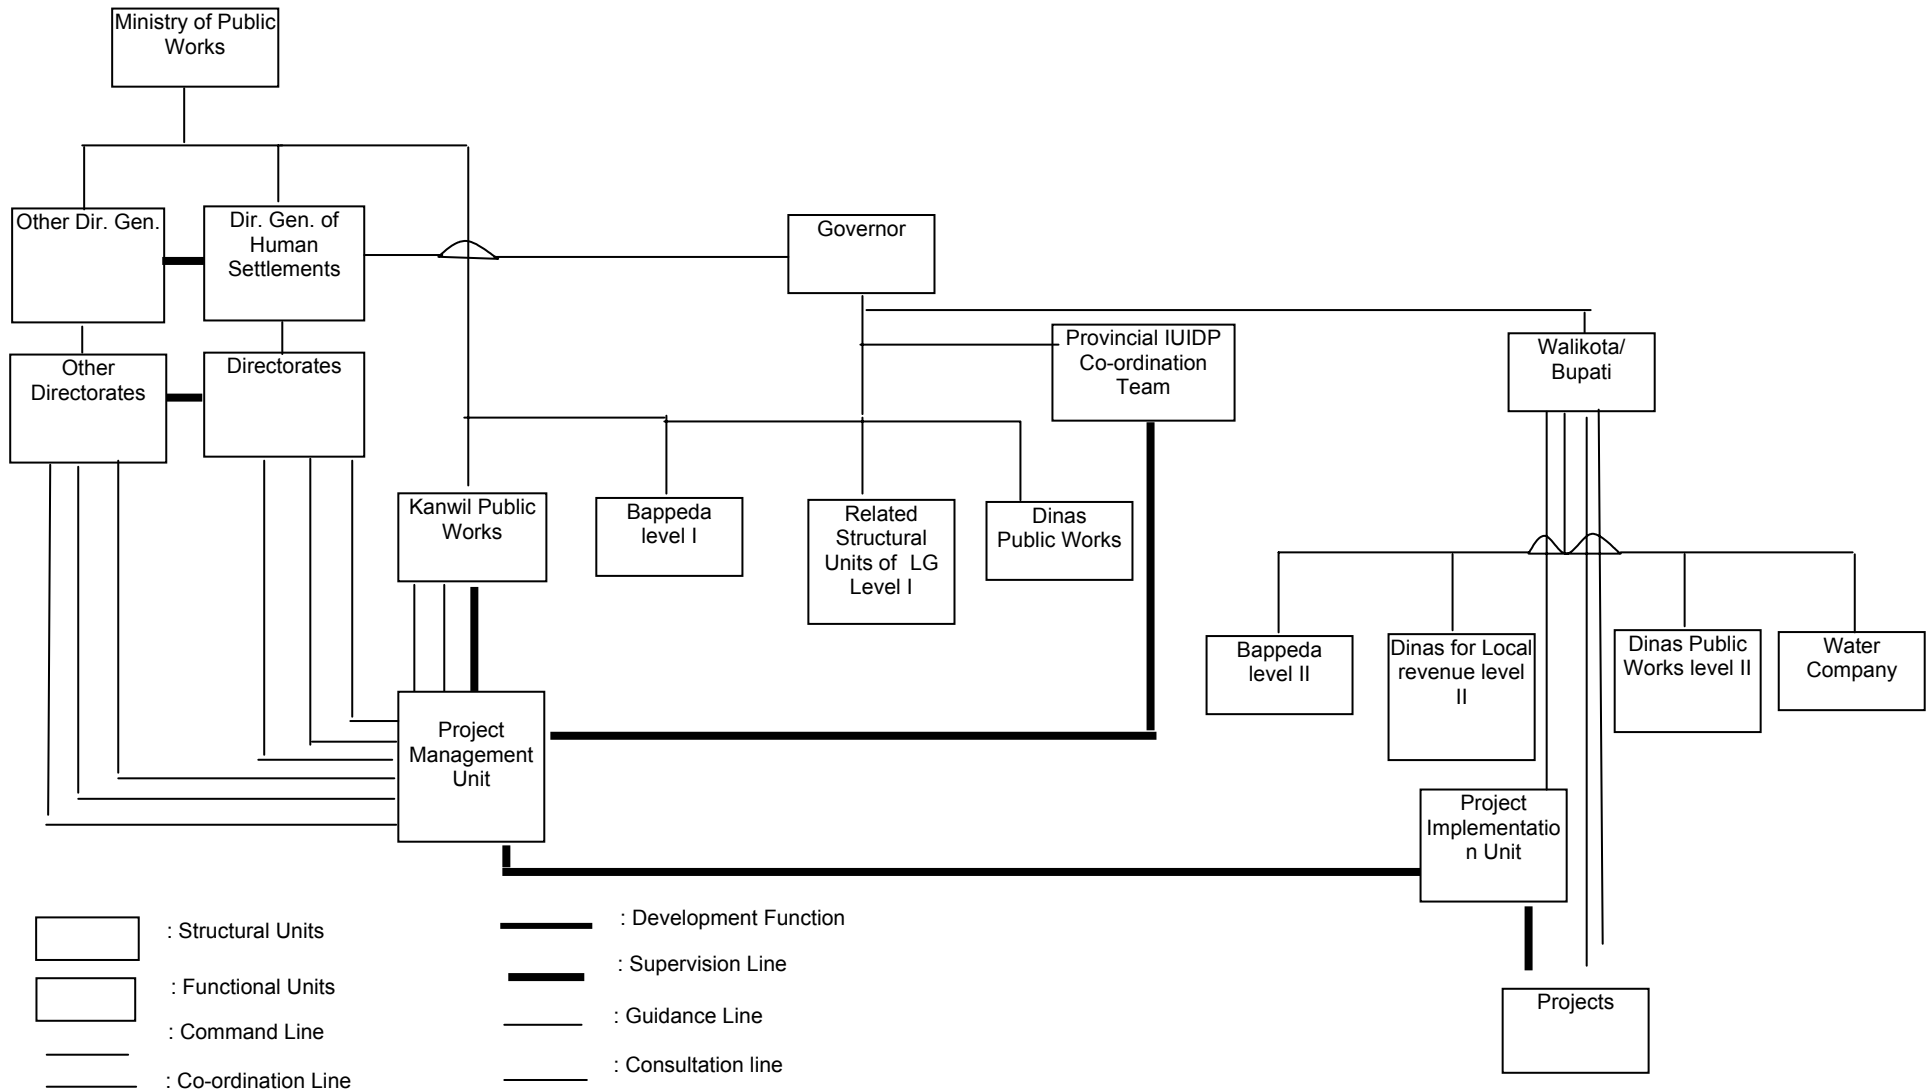 Ministry of Public
Works
Other Dir. Gen.
Dir. Gen. of
Human
Settlements
Governor
Other
Directorates
Directorates
Provincial IUIDP
Co-ordination
Team
Walikota/
Bupati
Kanwil Public
Works
Bappeda
level I
Related
Structural
Units of LG
Level I
Dinas
Public Works
Bappeda
level II
Dinas for Local
revenue level
II
Dinas Public
Works level II
Water
Company
Project
Management
Unit
Project
Implementatio
n Unit
Projects
: Structural Units
: Functional Units
: Command Line
: Co-ordination Line
: Development Function
: Supervision Line
: Guidance Line
: Consultation line